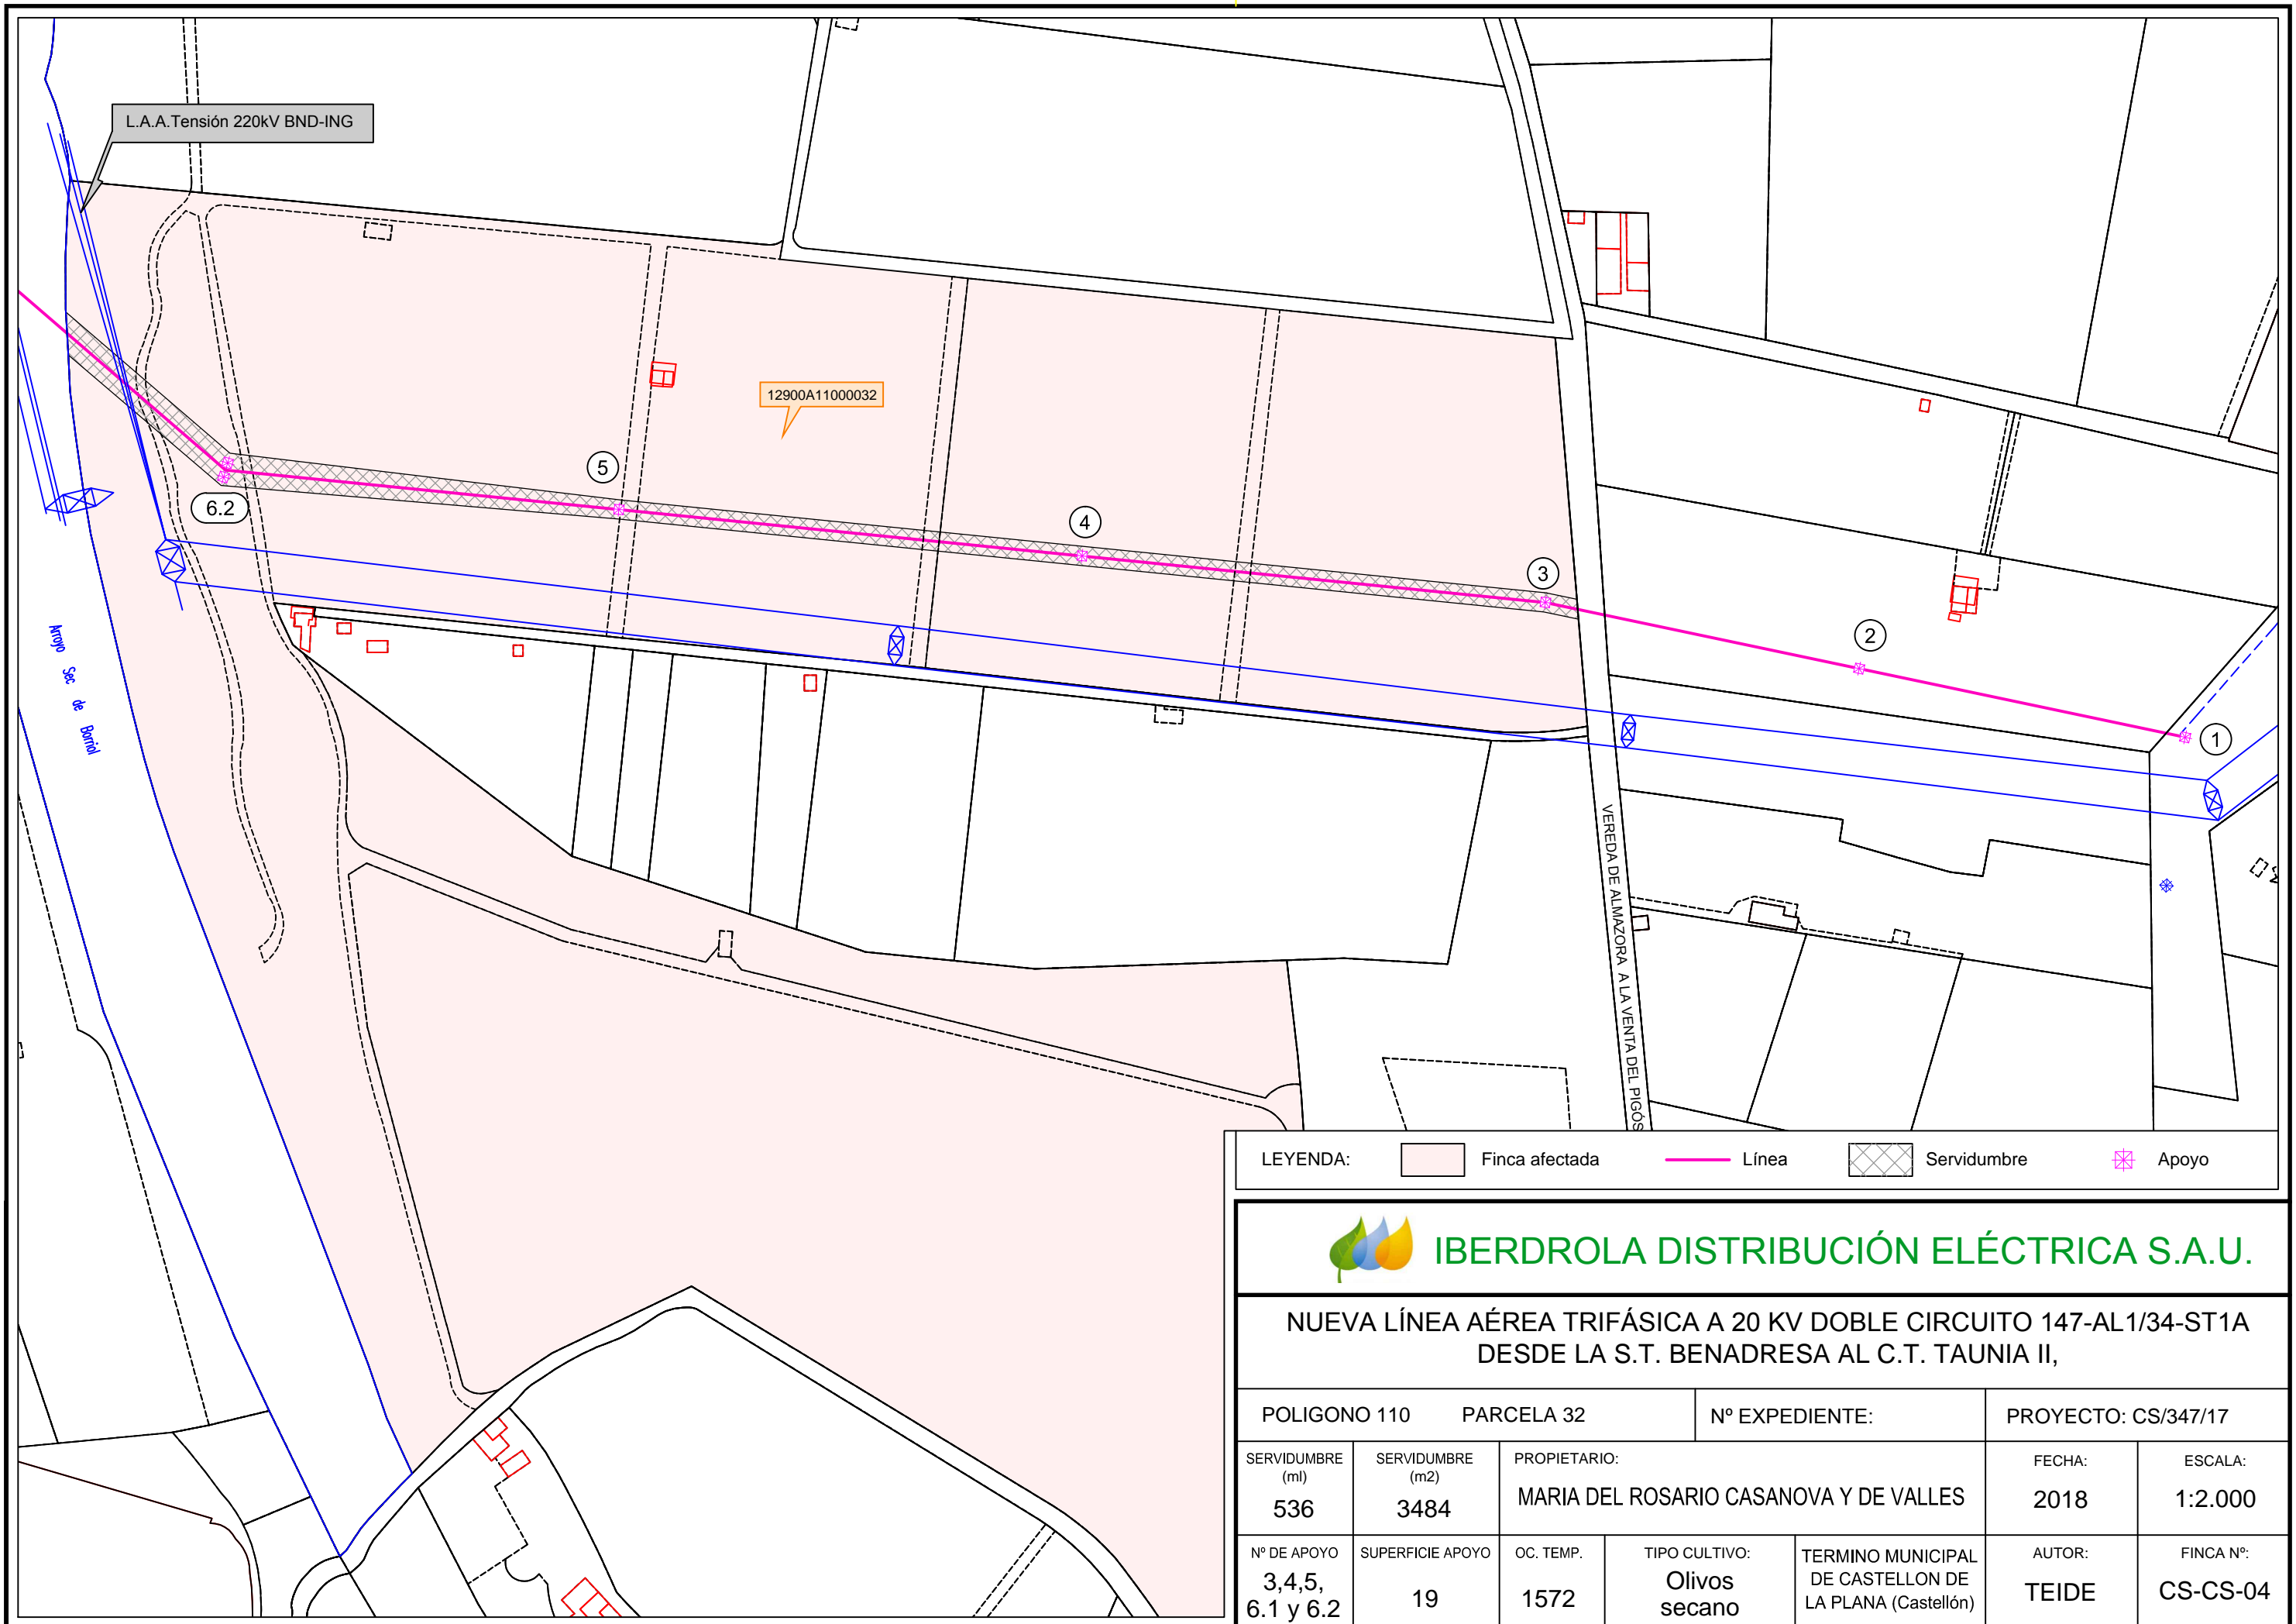 L.A.A.Tensión 220kV BND-ING
12900A11000032
5
6.2
4
3
2
1
Arroyo Sec de Borriol
VEREDA DE ALMAZORA A LA VENTA DEL PIGÓS
LEYENDA:
Finca afectada
Línea
Servidumbre
Apoyo
IBERDROLA DISTRIBUCIÓN ELÉCTRICA S.A.U.
NUEVA LÍNEA AÉREA TRIFÁSICA A 20 KV DOBLE CIRCUITO 147-AL1/34-ST1A
DESDE LA S.T. BENADRESA AL C.T. TAUNIA II,
POLIGONO 110 PARCELA 32
Nº EXPEDIENTE:
PROYECTO: CS/347/17
SERVIDUMBRE
(ml)
536
SERVIDUMBRE
(m2)
3484
PROPIETARIO:
MARIA DEL ROSARIO CASANOVA Y DE VALLES
FECHA:
2018
ESCALA:
1:2.000
Nº DE APOYO
3,4,5,
6.1 y 6.2
SUPERFICIE APOYO
19
OC. TEMP.
1572
TIPO CULTIVO:
Olivos
secano
TERMINO MUNICIPAL
DE CASTELLON DE
LA PLANA (Castellón)
AUTOR:
TEIDE
FINCA Nº:
CS-CS-04